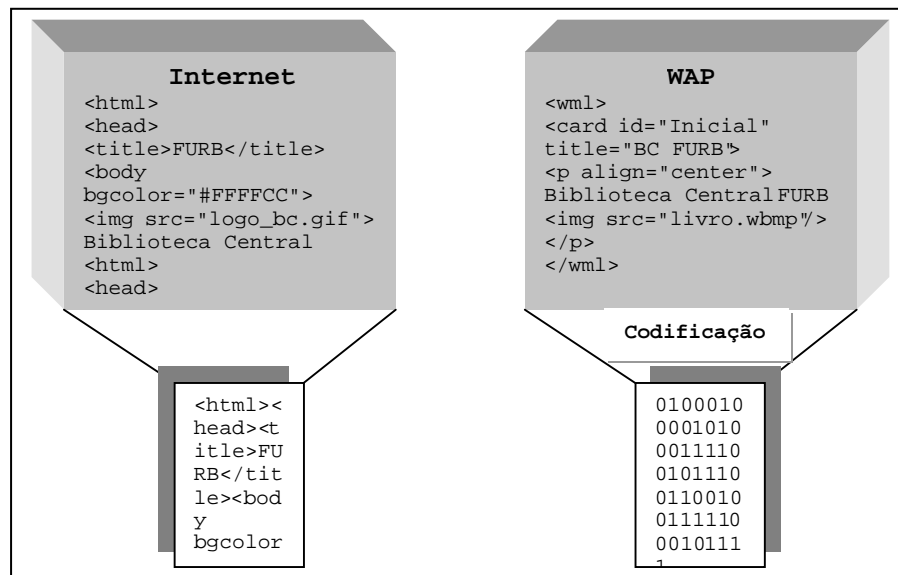 Internet
<html>
<head>
<title>FURB</title>
<body
bgcolor="#FFFFCC">
<img src="logo_bc.gif">
Biblioteca Central
<html>
<head>
<html><
head><t
itle>FU
RB</tit
le><bod
y
bgcolor
WAP
<wml>
<card id="Inicial"
title="BC FURB">
<p align="center">
Biblioteca Central FURB
<img src="livro.wbmp"/>
</p>
</wml>
Codificação
0100010
0001010
0011110
0101110
0110010
0111110
0010111
1